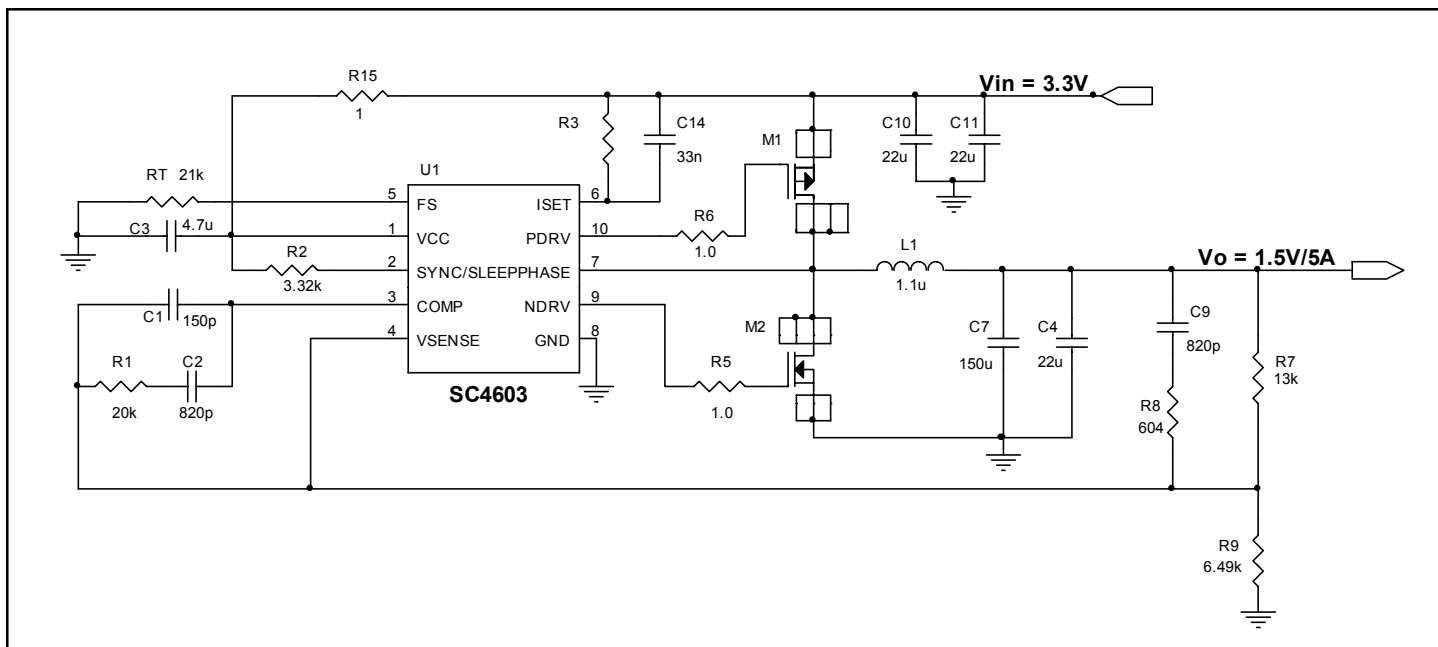 R15
1
Vin = 3.3V
R3
C14
33n
M1
C10
22u
C11
22u
U1
RT 21k
5
FS
ISET
6
C3
4.7u
1
VCC
PDRV
10
R6
1.0
R2
3.32k
2
SYNC/SLEEPPHASE
7
L1
1.1u
Vo = 1.5V/5A
C1
150p
3
COMP
NDRV
9
M2
4
VSENSE
GND
8
R1
20k
C2
820p
SC4603
R5
1.0
C7
150u
C4
22u
C9
820p
R7
13k
R8
604
R9
6.49k